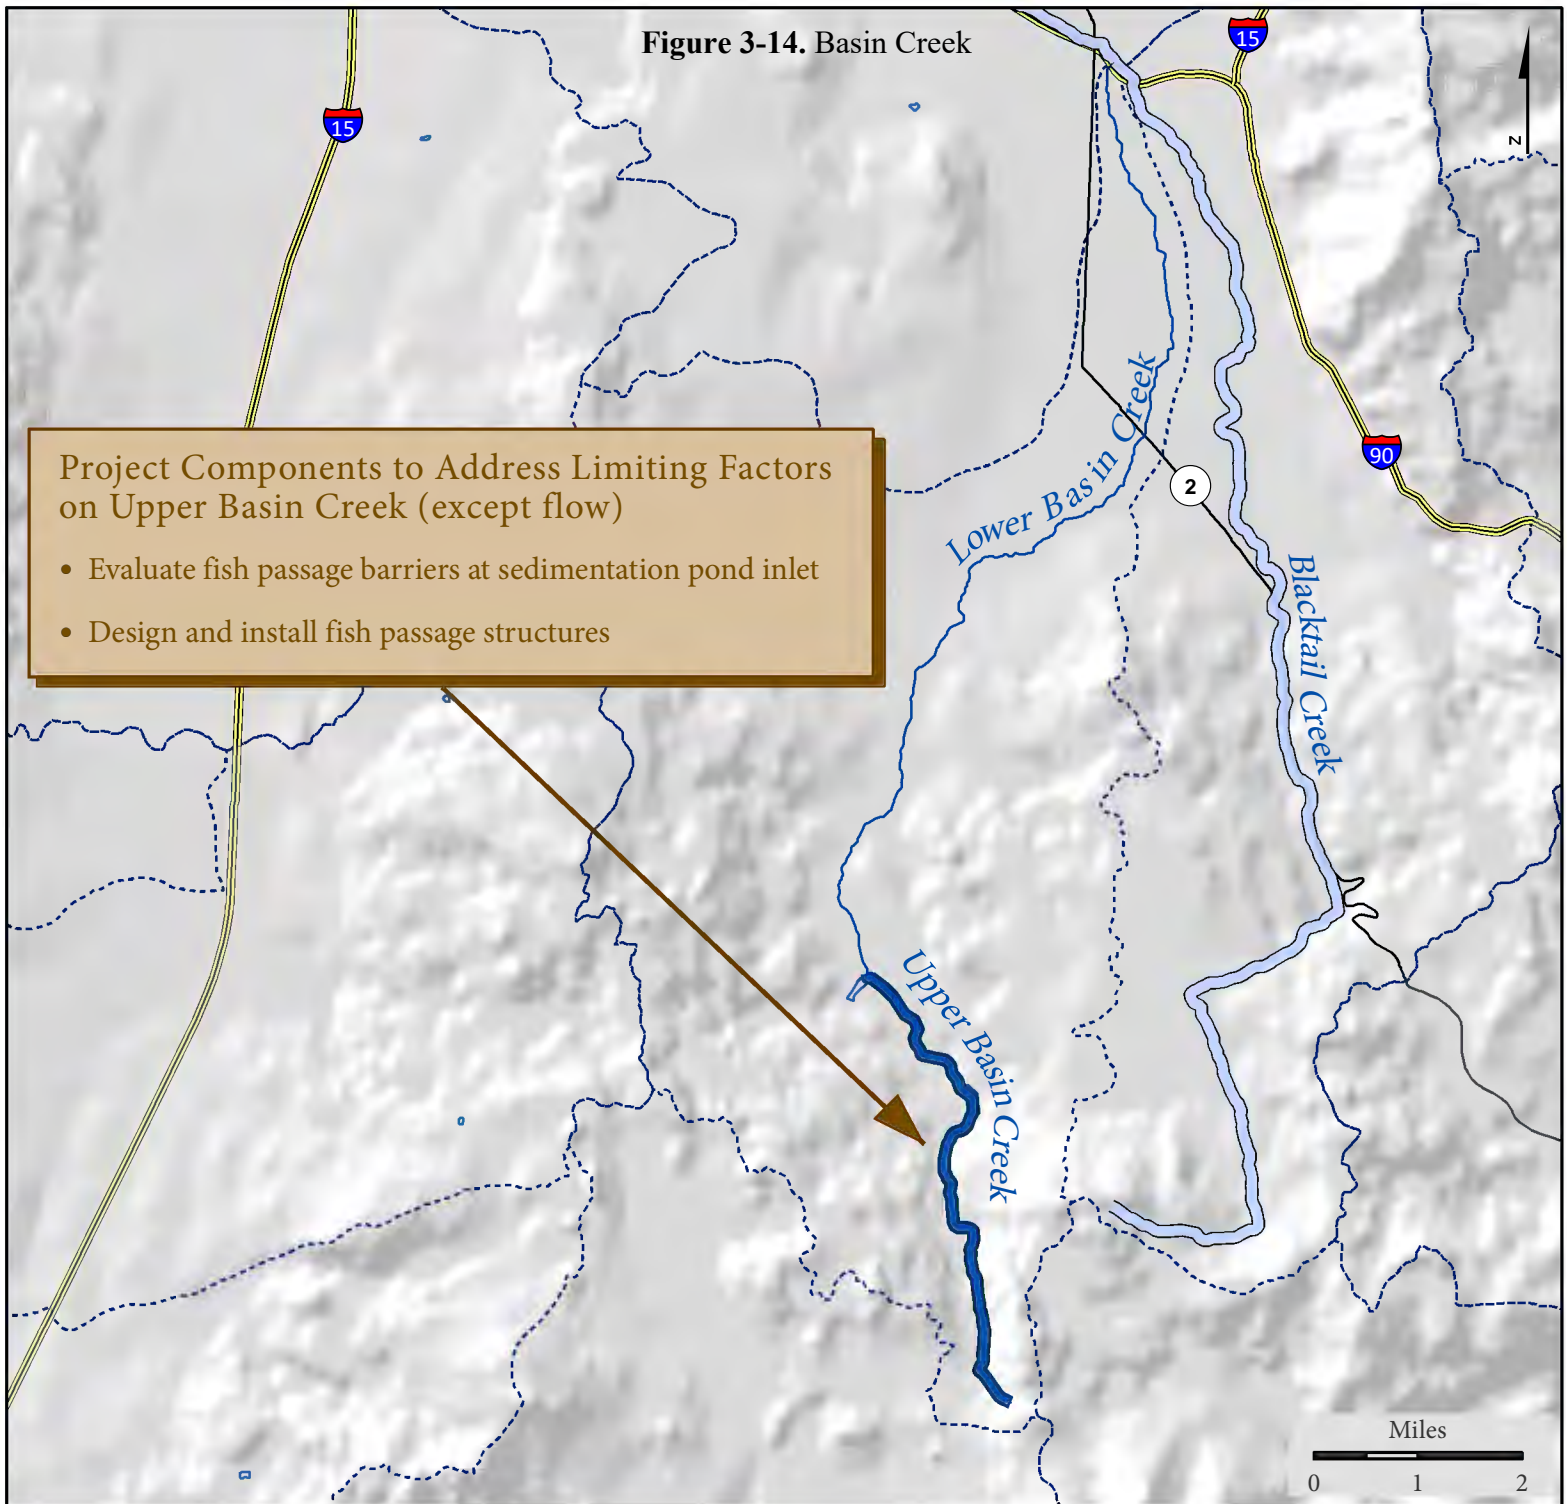 Figure 3-14. Basin Creek
15
15
N
Lower Basin Creek
2
90
Project Components to Address Limiting Factors
on Upper Basin Creek (except flow)
• Evaluate fish passage barriers at sedimentation pond inlet
• Design and install fish passage structures
Blacktail Creek
Upper Basin Creek
Miles
0 1 2